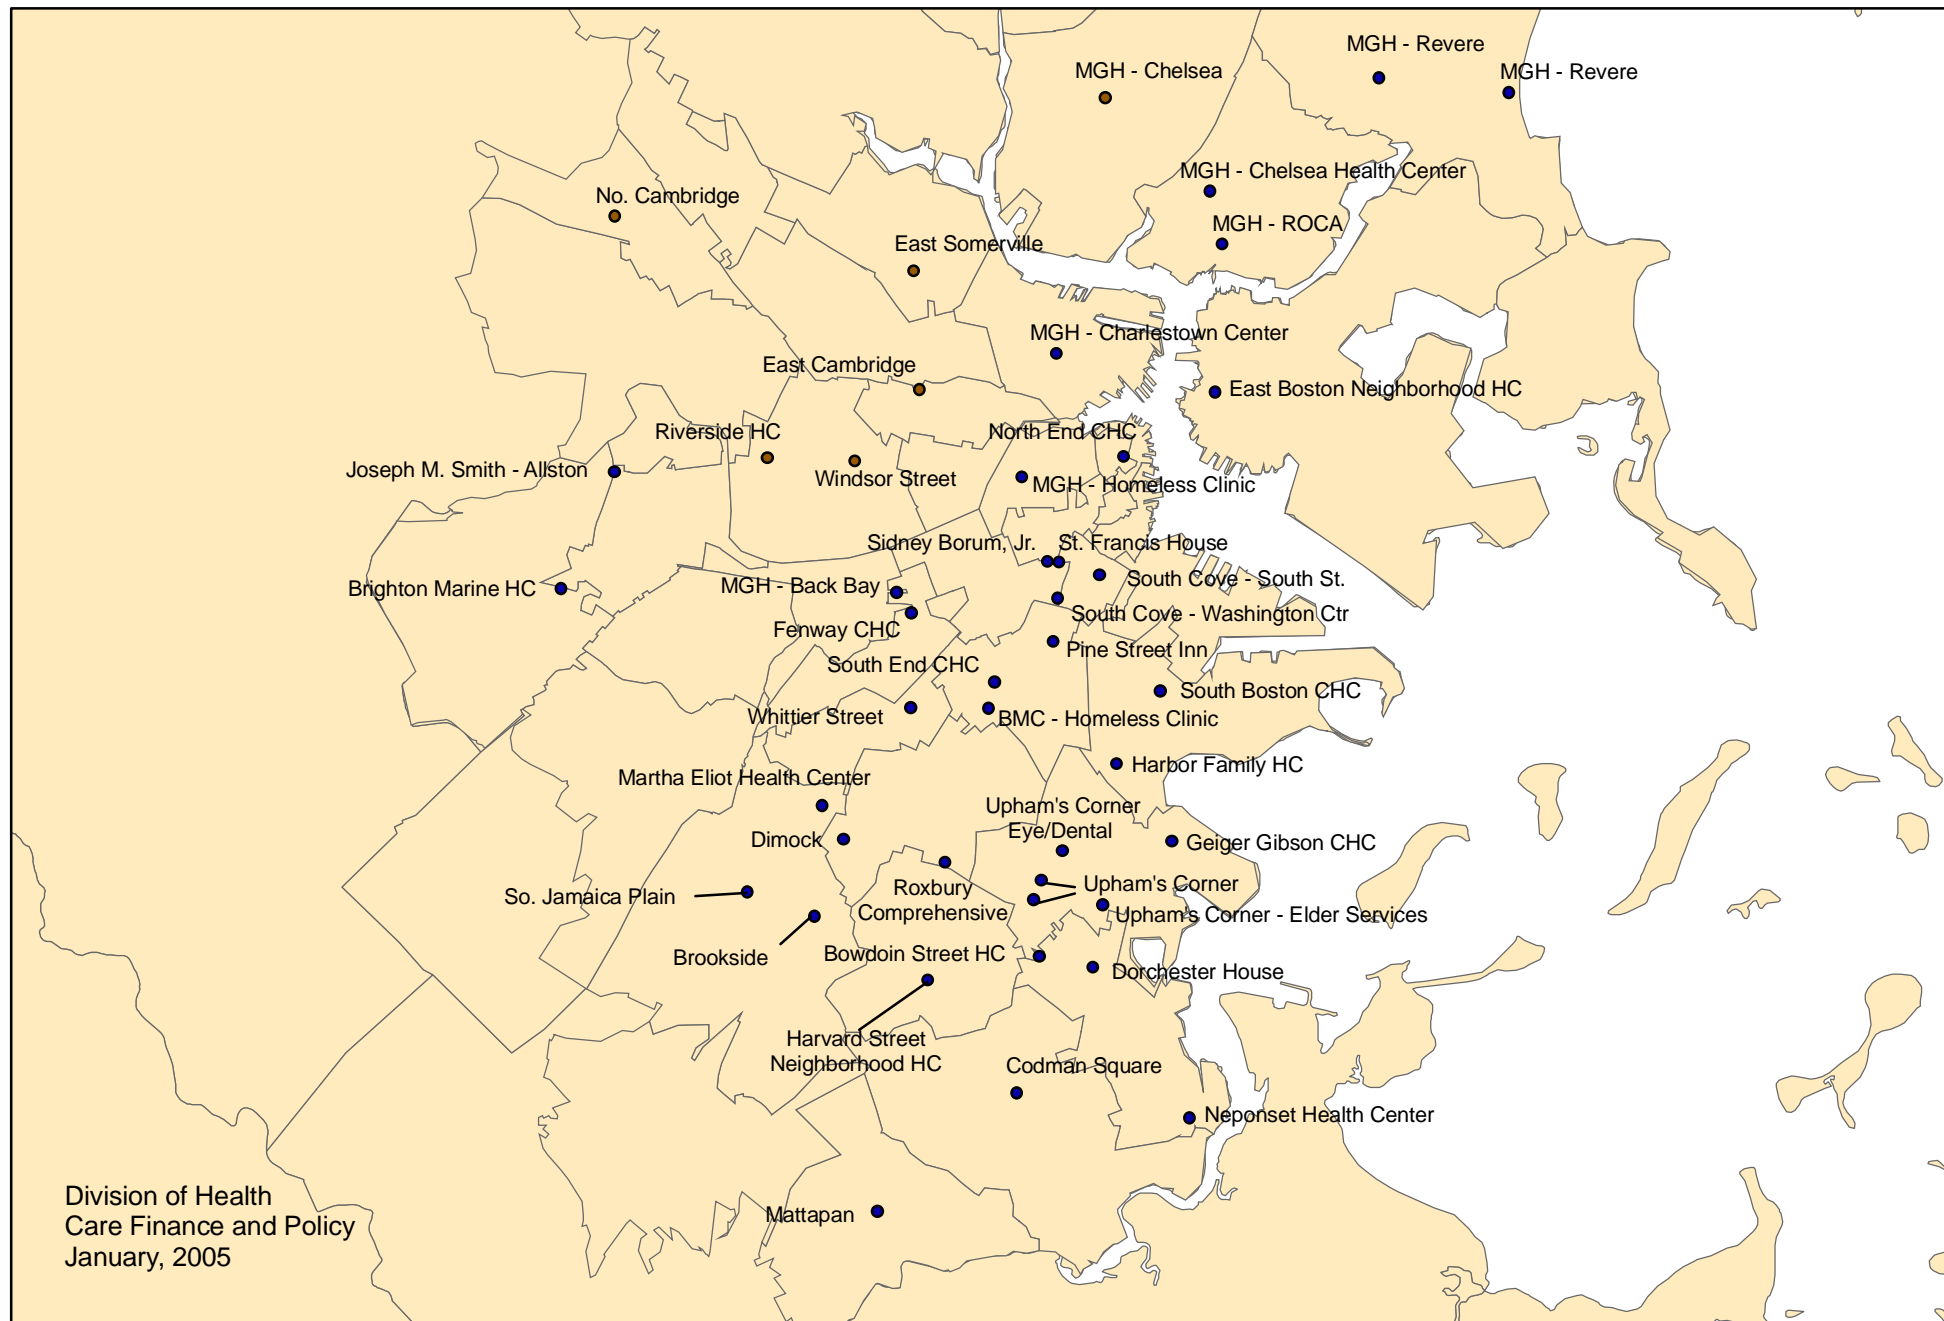 MGH - Revere
MGH - Chelsea
MGH - Revere
MGH - Chelsea Health Center
No. Cambridge
MGH - ROCA
East Somerville
MGH - Charlestown Center
East Cambridge
East Boston Neighborhood HC
Riverside HC
North End CHC
Joseph M. Smith - Allston
Windsor Street
MGH - Homeless Clinic
Sidney Borum, Jr.
St. Francis House
South Cove - South St.
MGH - Back Bay
Brighton Marine HC
South Cove - Washington Ctr
Fenway CHC
Pine Street Inn
South End CHC
South Boston CHC
Whittier Street
BMC - Homeless Clinic
Harbor Family HC
Martha Eliot Health Center
Upham's Corner
Eye/Dental
Dimock
Geiger Gibson CHC
Upham's Corner
So. Jamaica Plain
Roxbury
Comprehensive
Upham's Corner - Elder Services
Bowdoin Street HC
Brookside
Dorchester House
Harvard Street
Neighborhood HC
Codman Square
Neponset Health Center
Mattapan
Division of Health
Care Finance and Policy
January, 2005